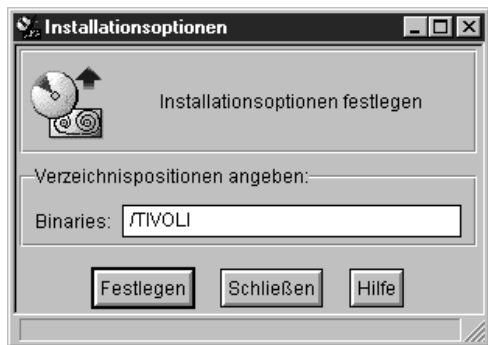 Installationsoptionen
Installationsoptionen festlegen
Verzeichnispositionen angeben:
Binaries: /TIVOLI
Festlegen Schließen Hilfe